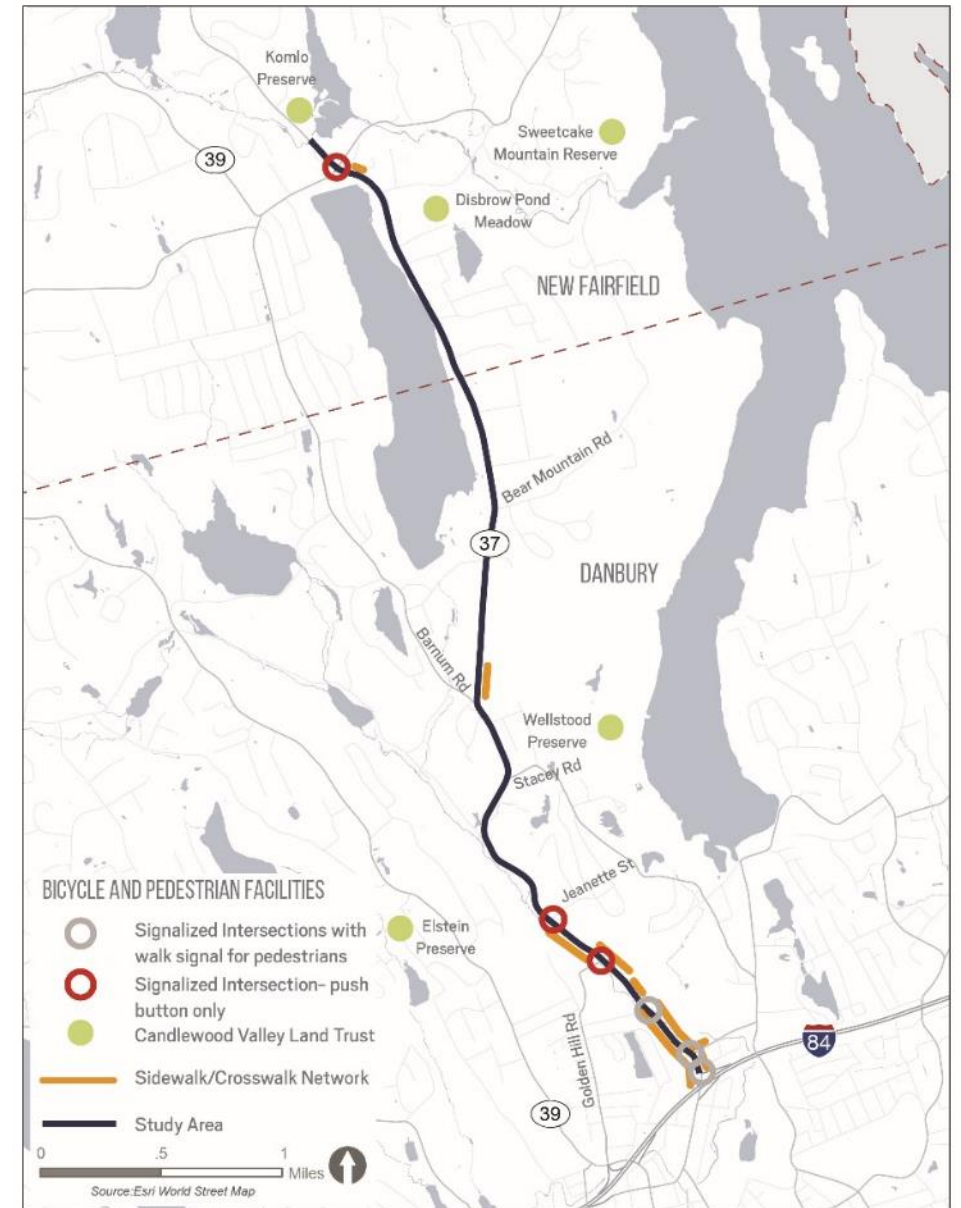 Komlo
Preserve
39
Sweetcake
Mountain Reserve
Disbrow Pond
Meadow
NEW FAIRFIELD
Bear Mountain Rd
37
DANBURY
Barnum Rd
Wellstood
Preserve
Stacey Rd
Jeanette St
Elstein
Preserve
Golden Hill Rd
84
39
BICYCLE AND PEDESTRIAN FACILITIES
Signalized Intersections with
walk signal for pedestrians
Signalized Intersection- push
button only
Candlewood Valley Land Trust
Sidewalk/Crosswalk Network
Study Area
0 .5 1
Miles
Source:Esri World Street Map